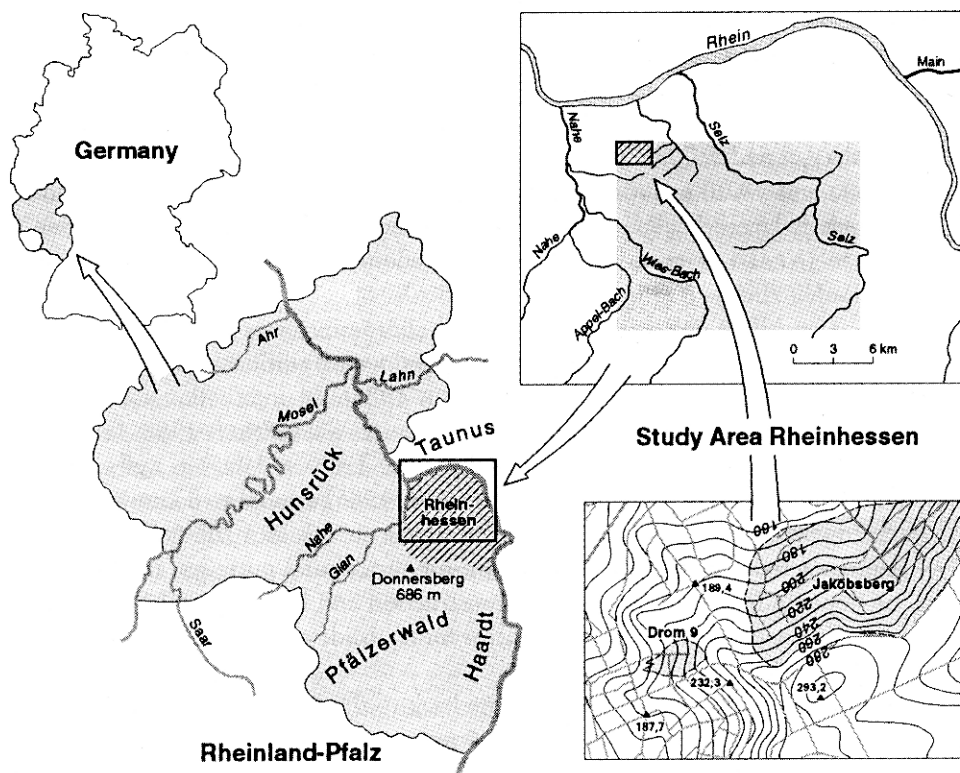 Germany
Rhein
Main
Nahe
Selz
Nahe
Wies-Bach
Selz
Appel-Bach
0 3 6 km
Ahr
Lahn
Mosel
Taunus
Hunsrück
Rhein-
hessen
Nahe
Glan
Donnersberg
686 m
Saar
Pfälzerwald
Haardt
Rheinland-Pfalz
Study Area Rheinhessen
160
180
200
220
240
260
280
Jakobsberg
189,4
Drom 9
232,3
293,2
187,7